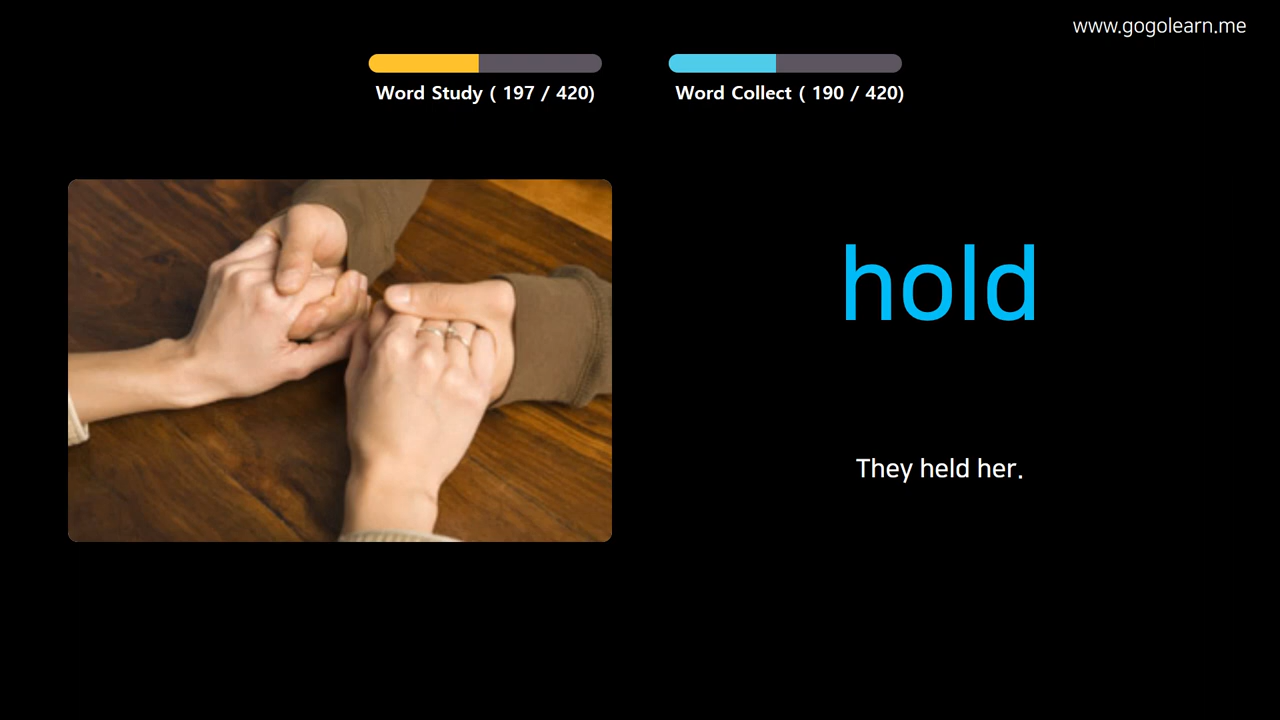 www.gogolearn.me
Word Study ( 197 / 420)
Word Collect ( 190 / 420)
hold
They held her.